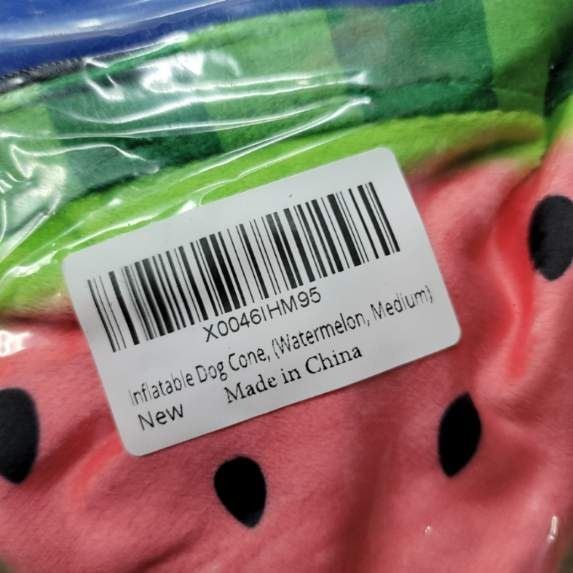 X0046IHM95
Inflatable Dog Cone, (Watermelon, Medium)
New
Made in China